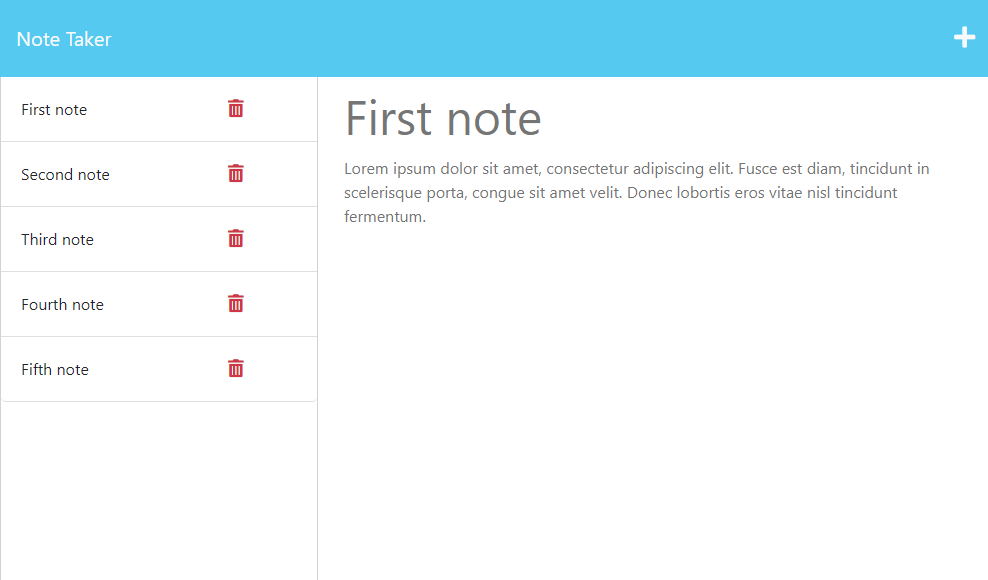 Note Taker
First note
Second note
Third note
Fourth note
Fifth note
First note
Lorem ipsum dolor sit amet, consectetur adipiscing elit. Fusce est diam, tincidunt in
scelerisque porta, congue sit amet velit. Donec lobortis eros vitae nisl tincidunt
fermentum.